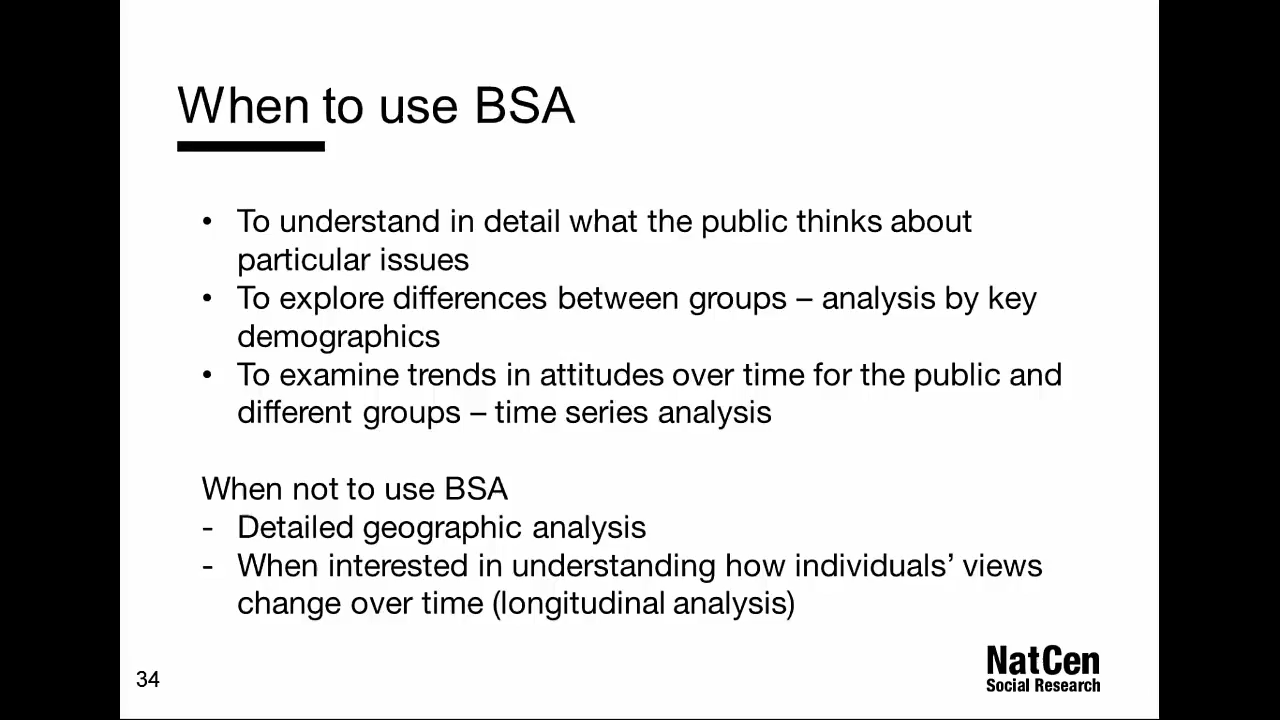 When to use BSA
• To understand in detail what the public thinks about
particular issues
• To explore differences between groups – analysis by key
demographics
• To examine trends in attitudes over time for the public and
different groups – time series analysis
When not to use BSA
- Detailed geographic analysis
- When interested in understanding how individuals’ views
change over time (longitudinal analysis)
34
NatCen
Social Research